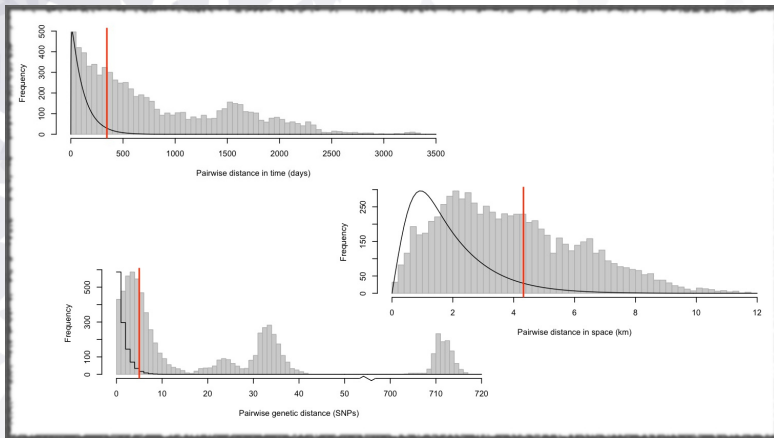 500
400
300
200
100
0
Frequency
0 500 1000 1500 2000 2500 3000 3500
Pairwise distance in time (days)
250
150
50
0
Frequency
0 2 4 6 8 10 12
Pairwise distance in space (km)
500
300
100
0
Frequency
0 10 20 30 40 50 700 710 720
Pairwise genetic distance (SNPs)